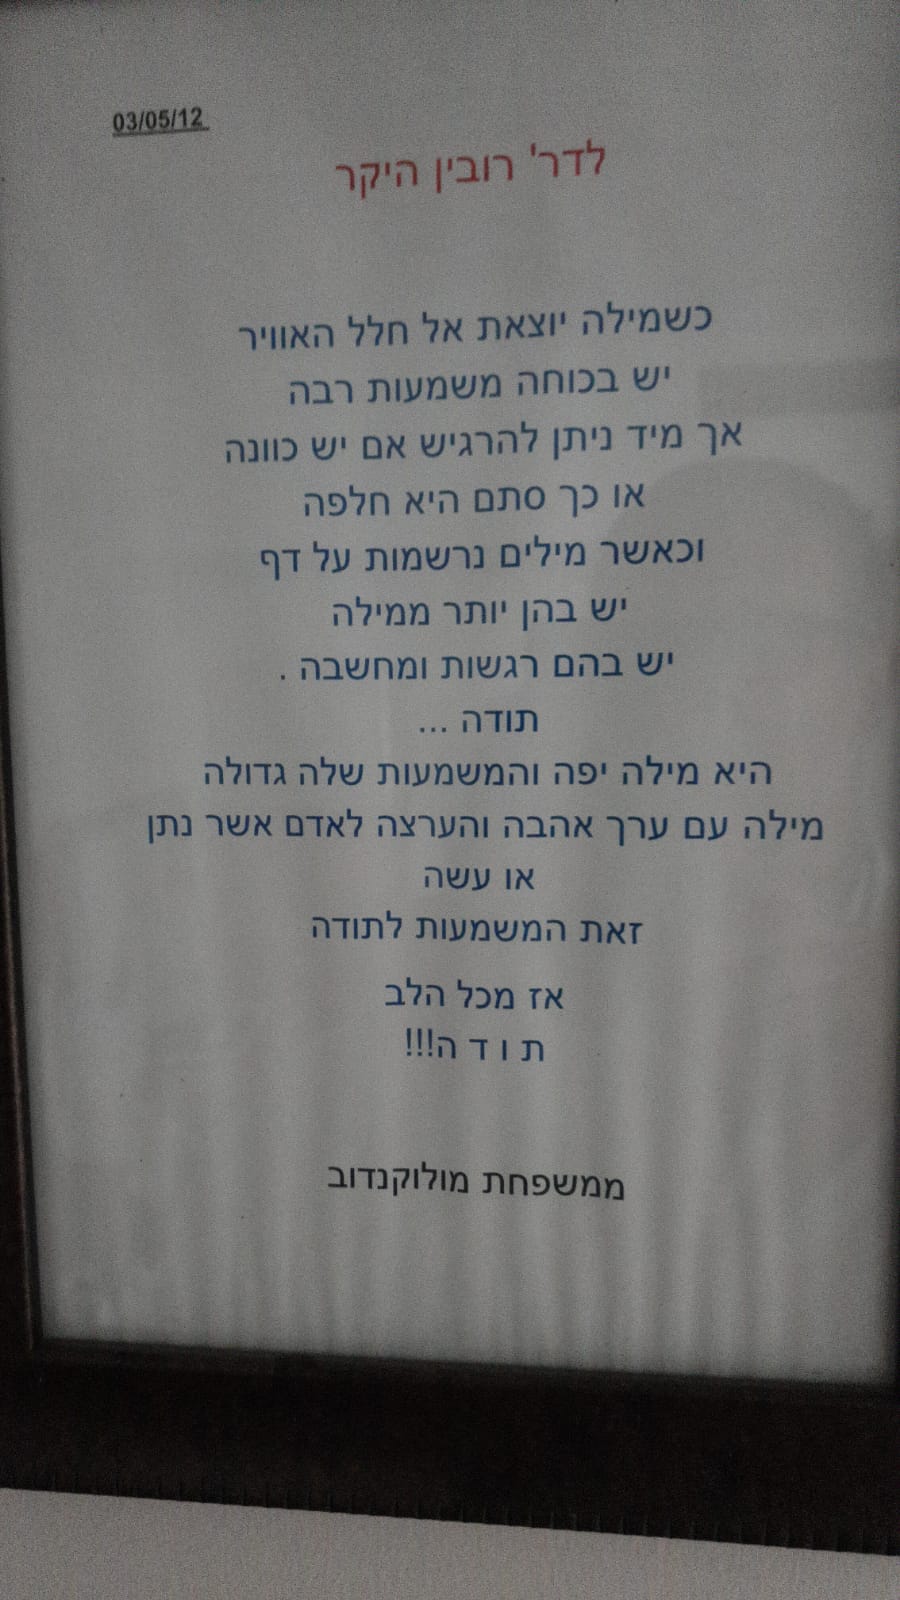 03/05/12
לדר' רובין היקר
כשמילה יוצאת אל חלל האוויר
יש בכוחה משמעות רבה
אך מיד ניתן להרגיש אם יש כוונה
או כך סתם היא חלפה
וכאשר מילים נרשמות על דף
יש בהן יותר ממילה
יש בהם רגשות ומחשבה .
תודה ...
היא מילה יפה והמשמעות שלה גדולה
מילה עם ערך אהבה והערצה לאדם אשר נתן
או עשה
זאת המשמעות לתודה
אז מכל הלב
ת ו ד ה!!!
ממשפחת מולוקנדוב